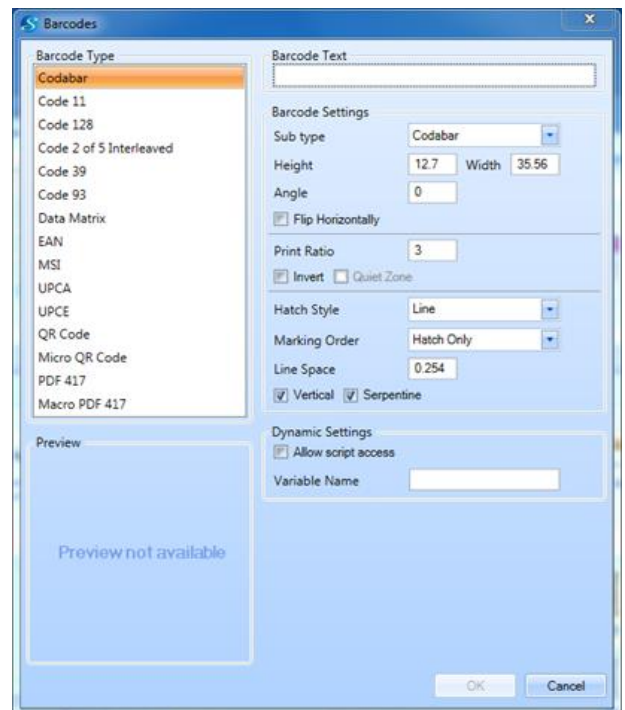 Barcodes
Barcode Type
Codabar
Code 11
Code 128
Code 2 of 5 Interleaved
Code 39
Code 93
Data Matrix
EAN
MSI
UPCA
UPCE
QR Code
Micro QR Code
PDF 417
Macro PDF 417
Preview
Preview not available
Barcode Text
Barcode Settings
Sub type Codabar
Height 12.7 Width 35.56
Angle 0
Flip Horizontally
Print Ratio 3
Invert Quiet Zone
Hatch Style Line
Marking Order Hatch Only
Line Space 0.254
Vertical Serpentine
Dynamic Settings
Allow script access
Variable Name
OK Cancel